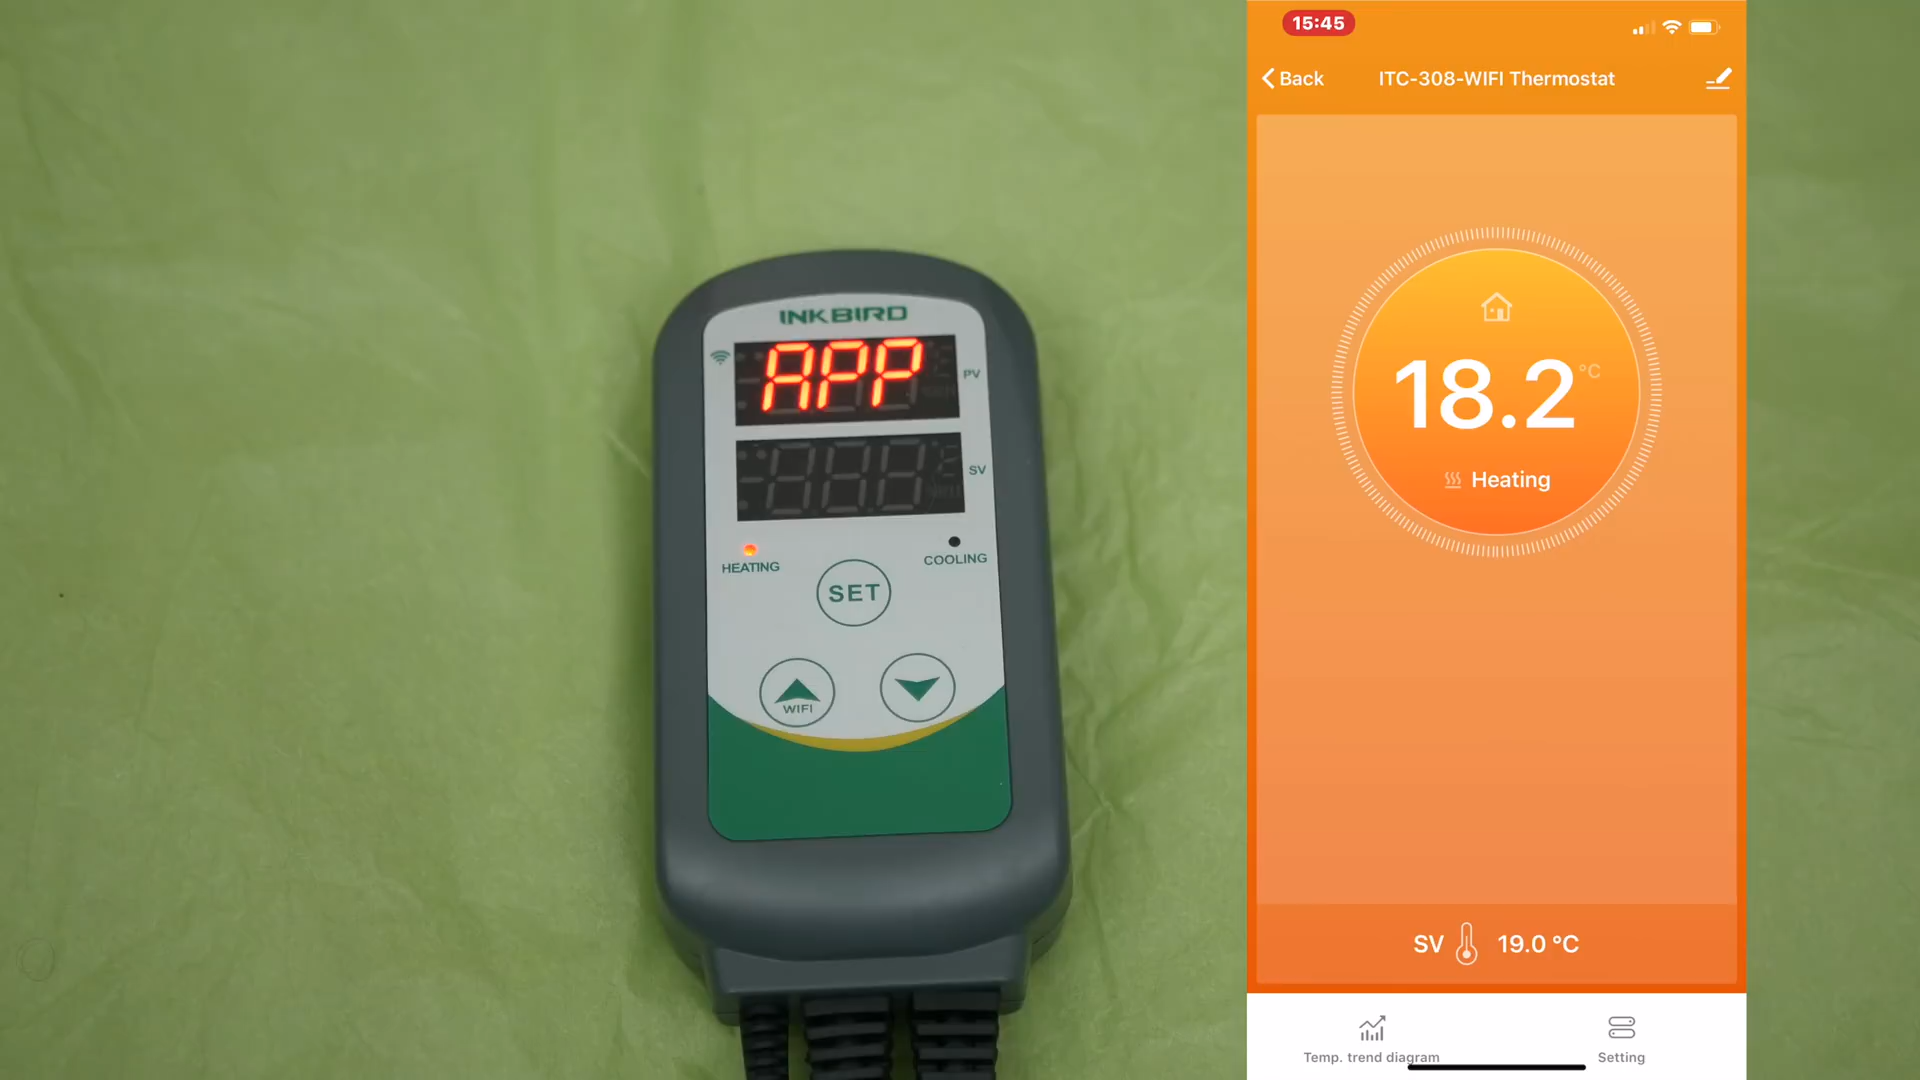 INKBIRD
APP
PV
SV
HEATING
COOLING
SET
WIFI
15:45
Back
ITC-308-WIFI Thermostat
18.2 °C
Heating
SV 19.0 °C
Temp. trend diagram
Setting